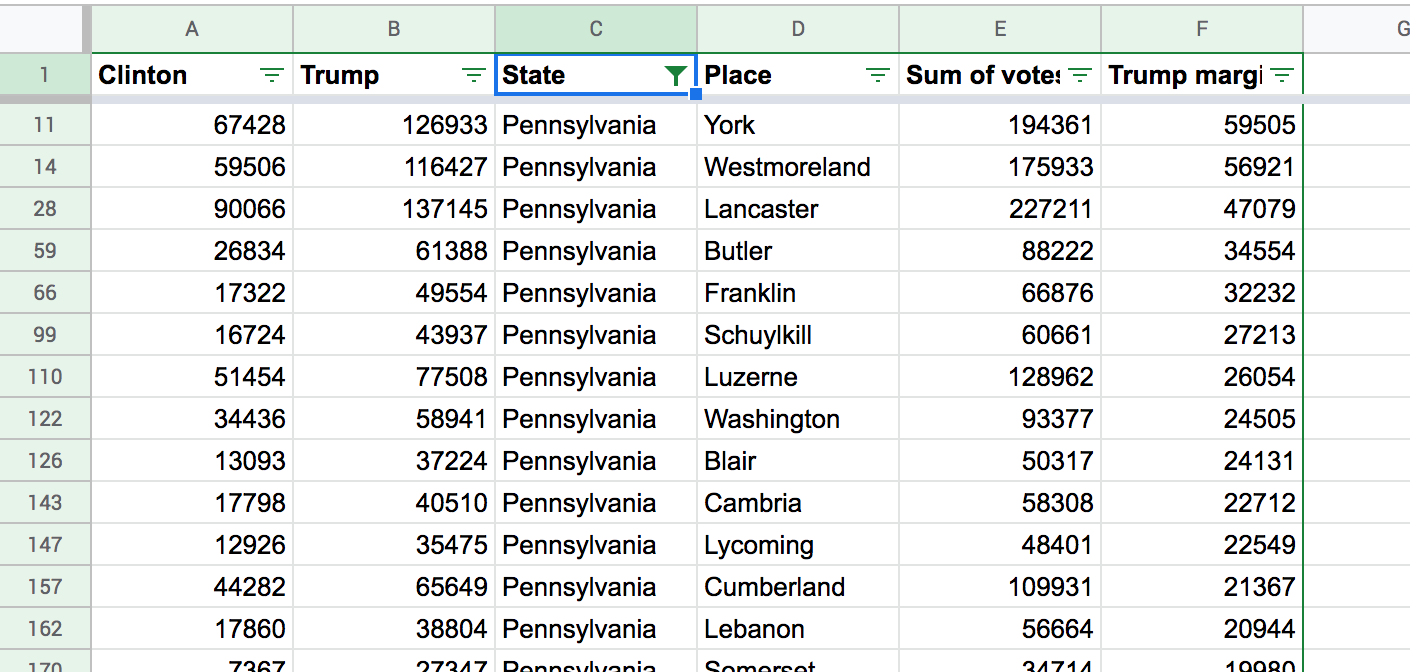 A B C D E F G
1 Clinton Trump State Place Sum of votes Trump margi
11 67428 126933 Pennsylvania York 194361 59505
14 59506 116427 Pennsylvania Westmoreland 175933 56921
28 90066 137145 Pennsylvania Lancaster 227211 47079
59 26834 61388 Pennsylvania Butler 88222 34554
66 17322 49554 Pennsylvania Franklin 66876 32232
99 16724 43937 Pennsylvania Schuylkill 60661 27213
110 51454 77508 Pennsylvania Luzerne 128962 26054
122 34436 58941 Pennsylvania Washington 93377 24505
126 13093 37224 Pennsylvania Blair 50317 24131
143 17798 40510 Pennsylvania Cambria 58308 22712
147 12926 35475 Pennsylvania Lycoming 48401 22549
157 44282 65649 Pennsylvania Cumberland 109931 21367
162 17860 38804 Pennsylvania Lebanon 56664 20944
170 7367 27347 Pennsylvania Somerset 34714 19980